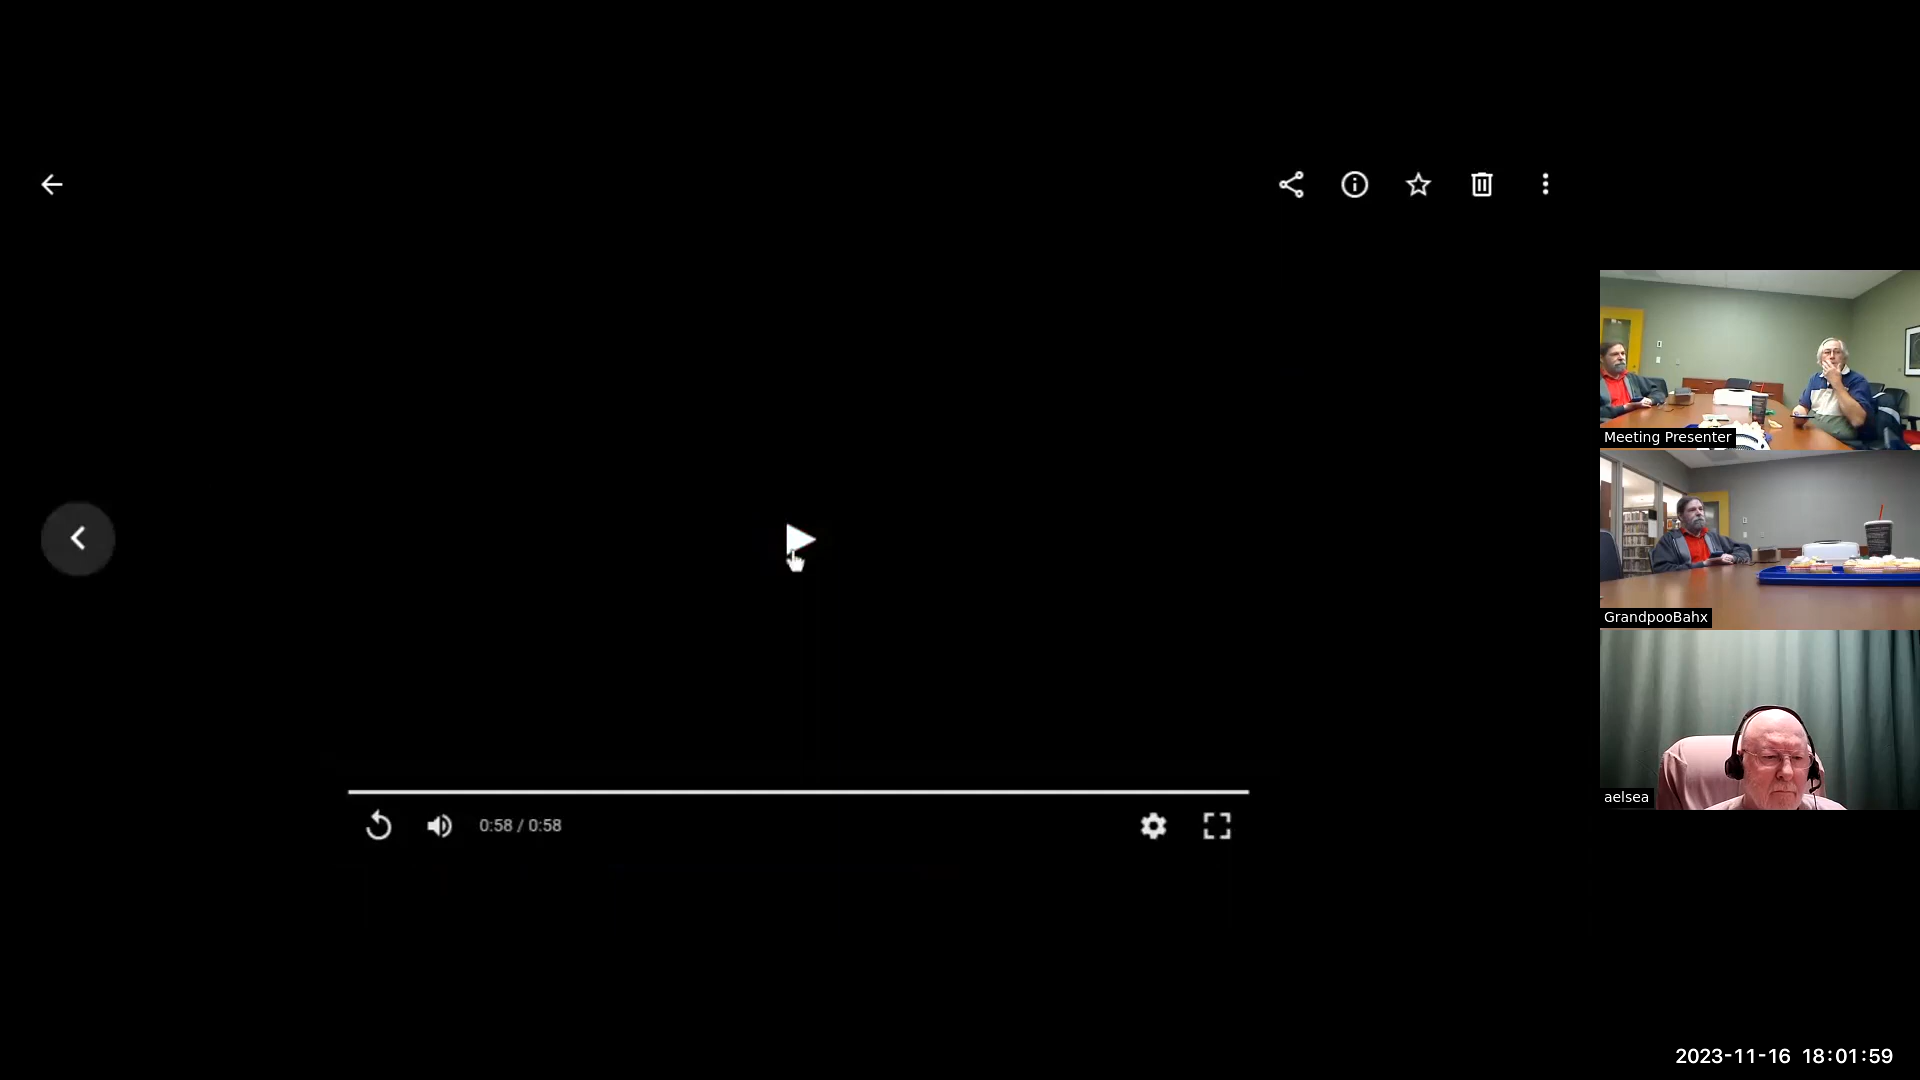 Meeting Presenter
GrandpooBahx
aelsea
0:58 / 0:58
2023-11-16 18:01:59